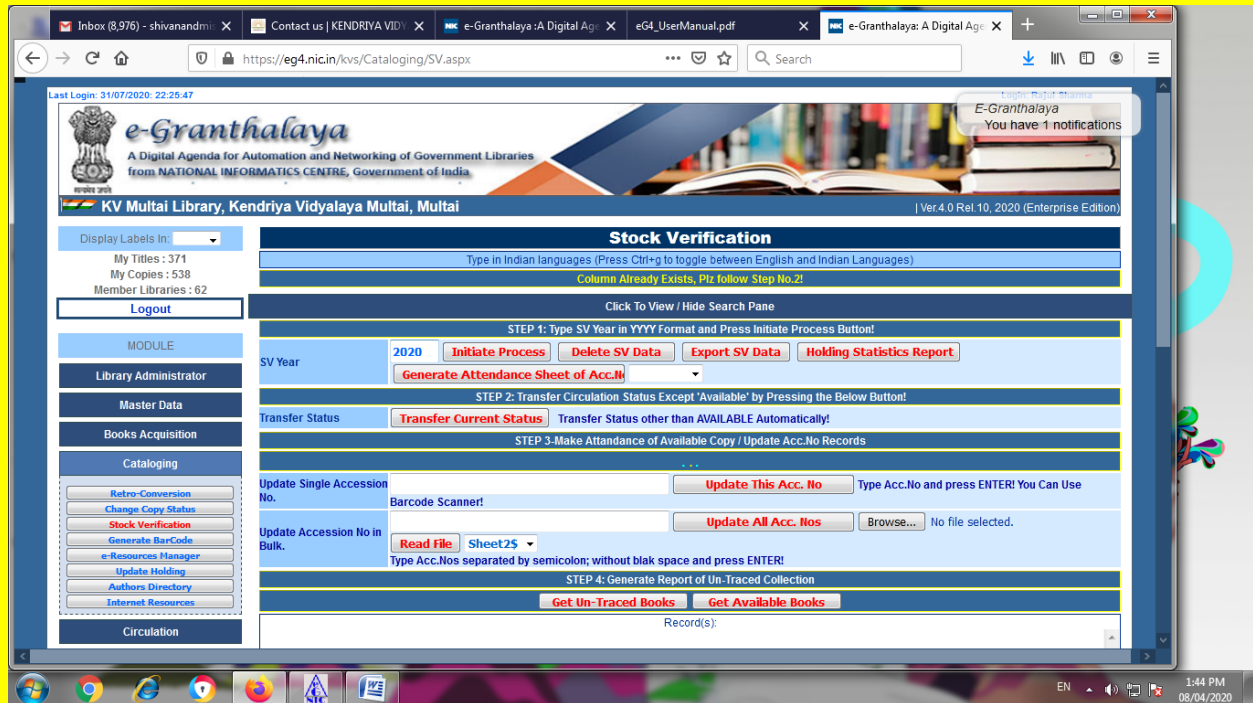 Inbox (8,976) - shivanandmis
Contact us | KENDRIYA VIDY
e-Granthalaya :A Digital Age
eG4_UserManual.pdf
e-Granthalaya: A Digital Age
https://eg4.nic.in/kvs/Cataloging/SV.aspx
Search
Last Login: 31/07/2020: 22:25:47
Login: Rajul Sharma
E-Granthalaya
You have 1 notifications
e-Granthalaya
A Digital Agenda for Automation and Networking of Government Libraries
from NATIONAL INFORMATICS CENTRE, Government of India
सत्यमेव जयते
KV Multai Library, Kendriya Vidyalaya Multai, Multai
| Ver.4.0 Rel.10, 2020 (Enterprise Edition)
Display Labels In:
My Titles : 371
My Copies : 538
Member Libraries : 62
Logout
MODULE
Library Administrator
Master Data
Books Acquisition
Cataloging
Retro-Conversion
Change Copy Status
Stock Verification
Generate BarCode
e-Resources Manager
Update Holding
Authors Directory
Internet Resources
Circulation
Stock Verification
Type in Indian languages (Press Ctrl+g to toggle between English and Indian Languages)
Column Already Exists, Plz follow Step No.2!
Click To View / Hide Search Pane
STEP 1: Type SV Year in YYYY Format and Press Initiate Process Button!
SV Year
2020 Initiate Process Delete SV Data Export SV Data Holding Statistics Report
Generate Attendance Sheet of Acc.N
STEP 2: Transfer Circulation Status Except 'Available' by Pressing the Below Button!
Transfer Status Transfer Current Status Transfer Status other than AVAILABLE Automatically!
STEP 3-Make Attandance of Available Copy / Update Acc.No Records
. . .
Update Single Accession
No.
Update This Acc. No Type Acc.No and press ENTER! You Can Use
Barcode Scanner!
Update Accession No in
Bulk.
Update All Acc. Nos Browse... No file selected.
Read File Sheet2$
Type Acc.Nos separated by semicolon; without blak space and press ENTER!
STEP 4: Generate Report of Un-Traced Collection
Get Un-Traced Books Get Available Books
Record(s):
NIC
EN
1:44 PM
08/04/2020